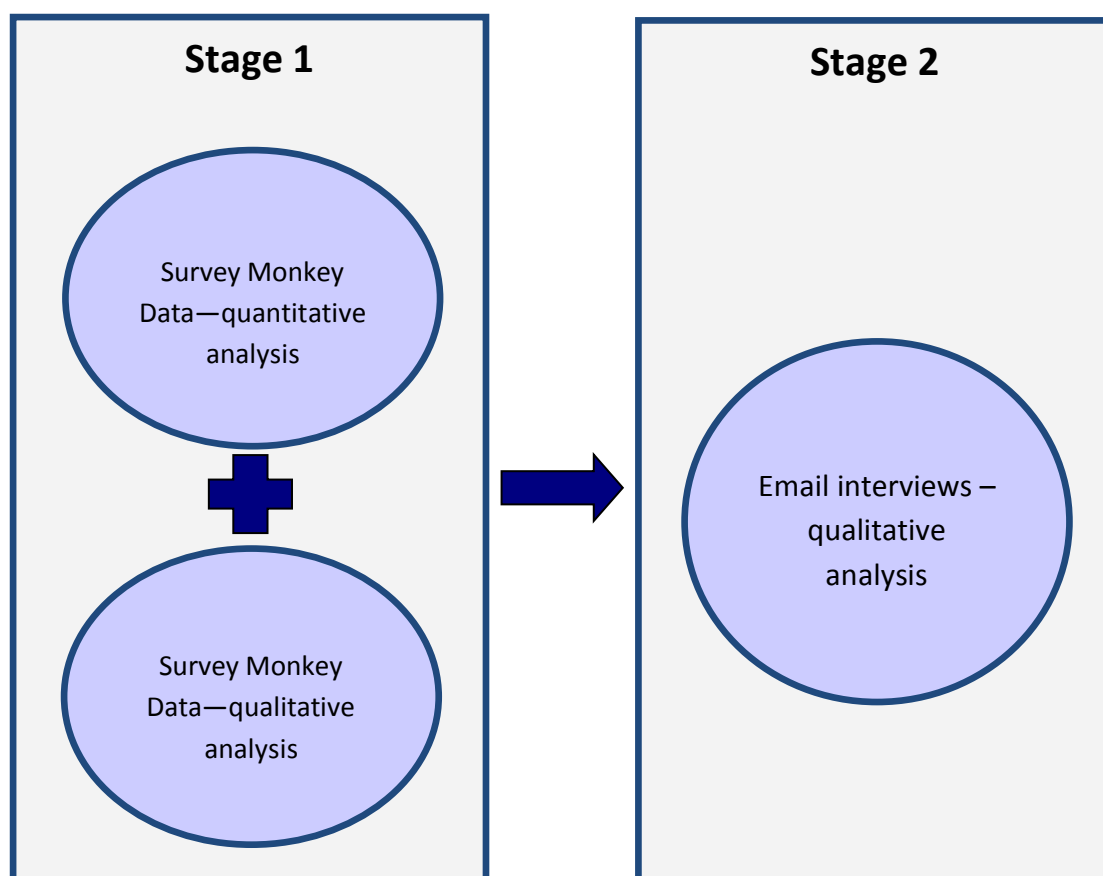 Stage 1
Survey Monkey
Data—quantitative
analysis
Survey Monkey
Data—qualitative
analysis
Stage 2
Email interviews –
qualitative
analysis